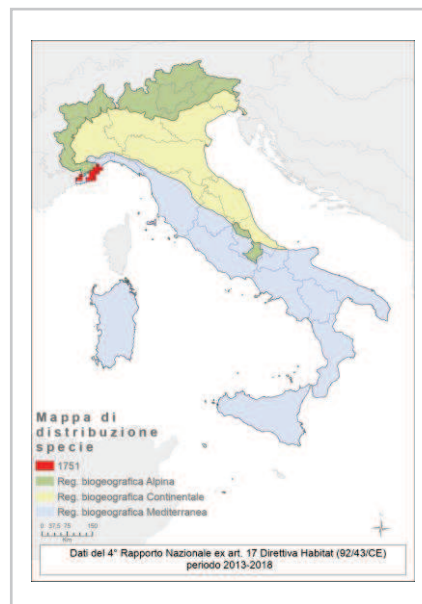 Mappa di
distribuzione
specie
1751
Reg. biogeografica Alpina
Reg. biogeografica Continentale
Reg. biogeografica Mediterranea
0 37,5 75 150
Km
Dati del 4° Rapporto Nazionale ex art. 17 Direttiva Habitat (92/43/CE)
periodo 2013-2018